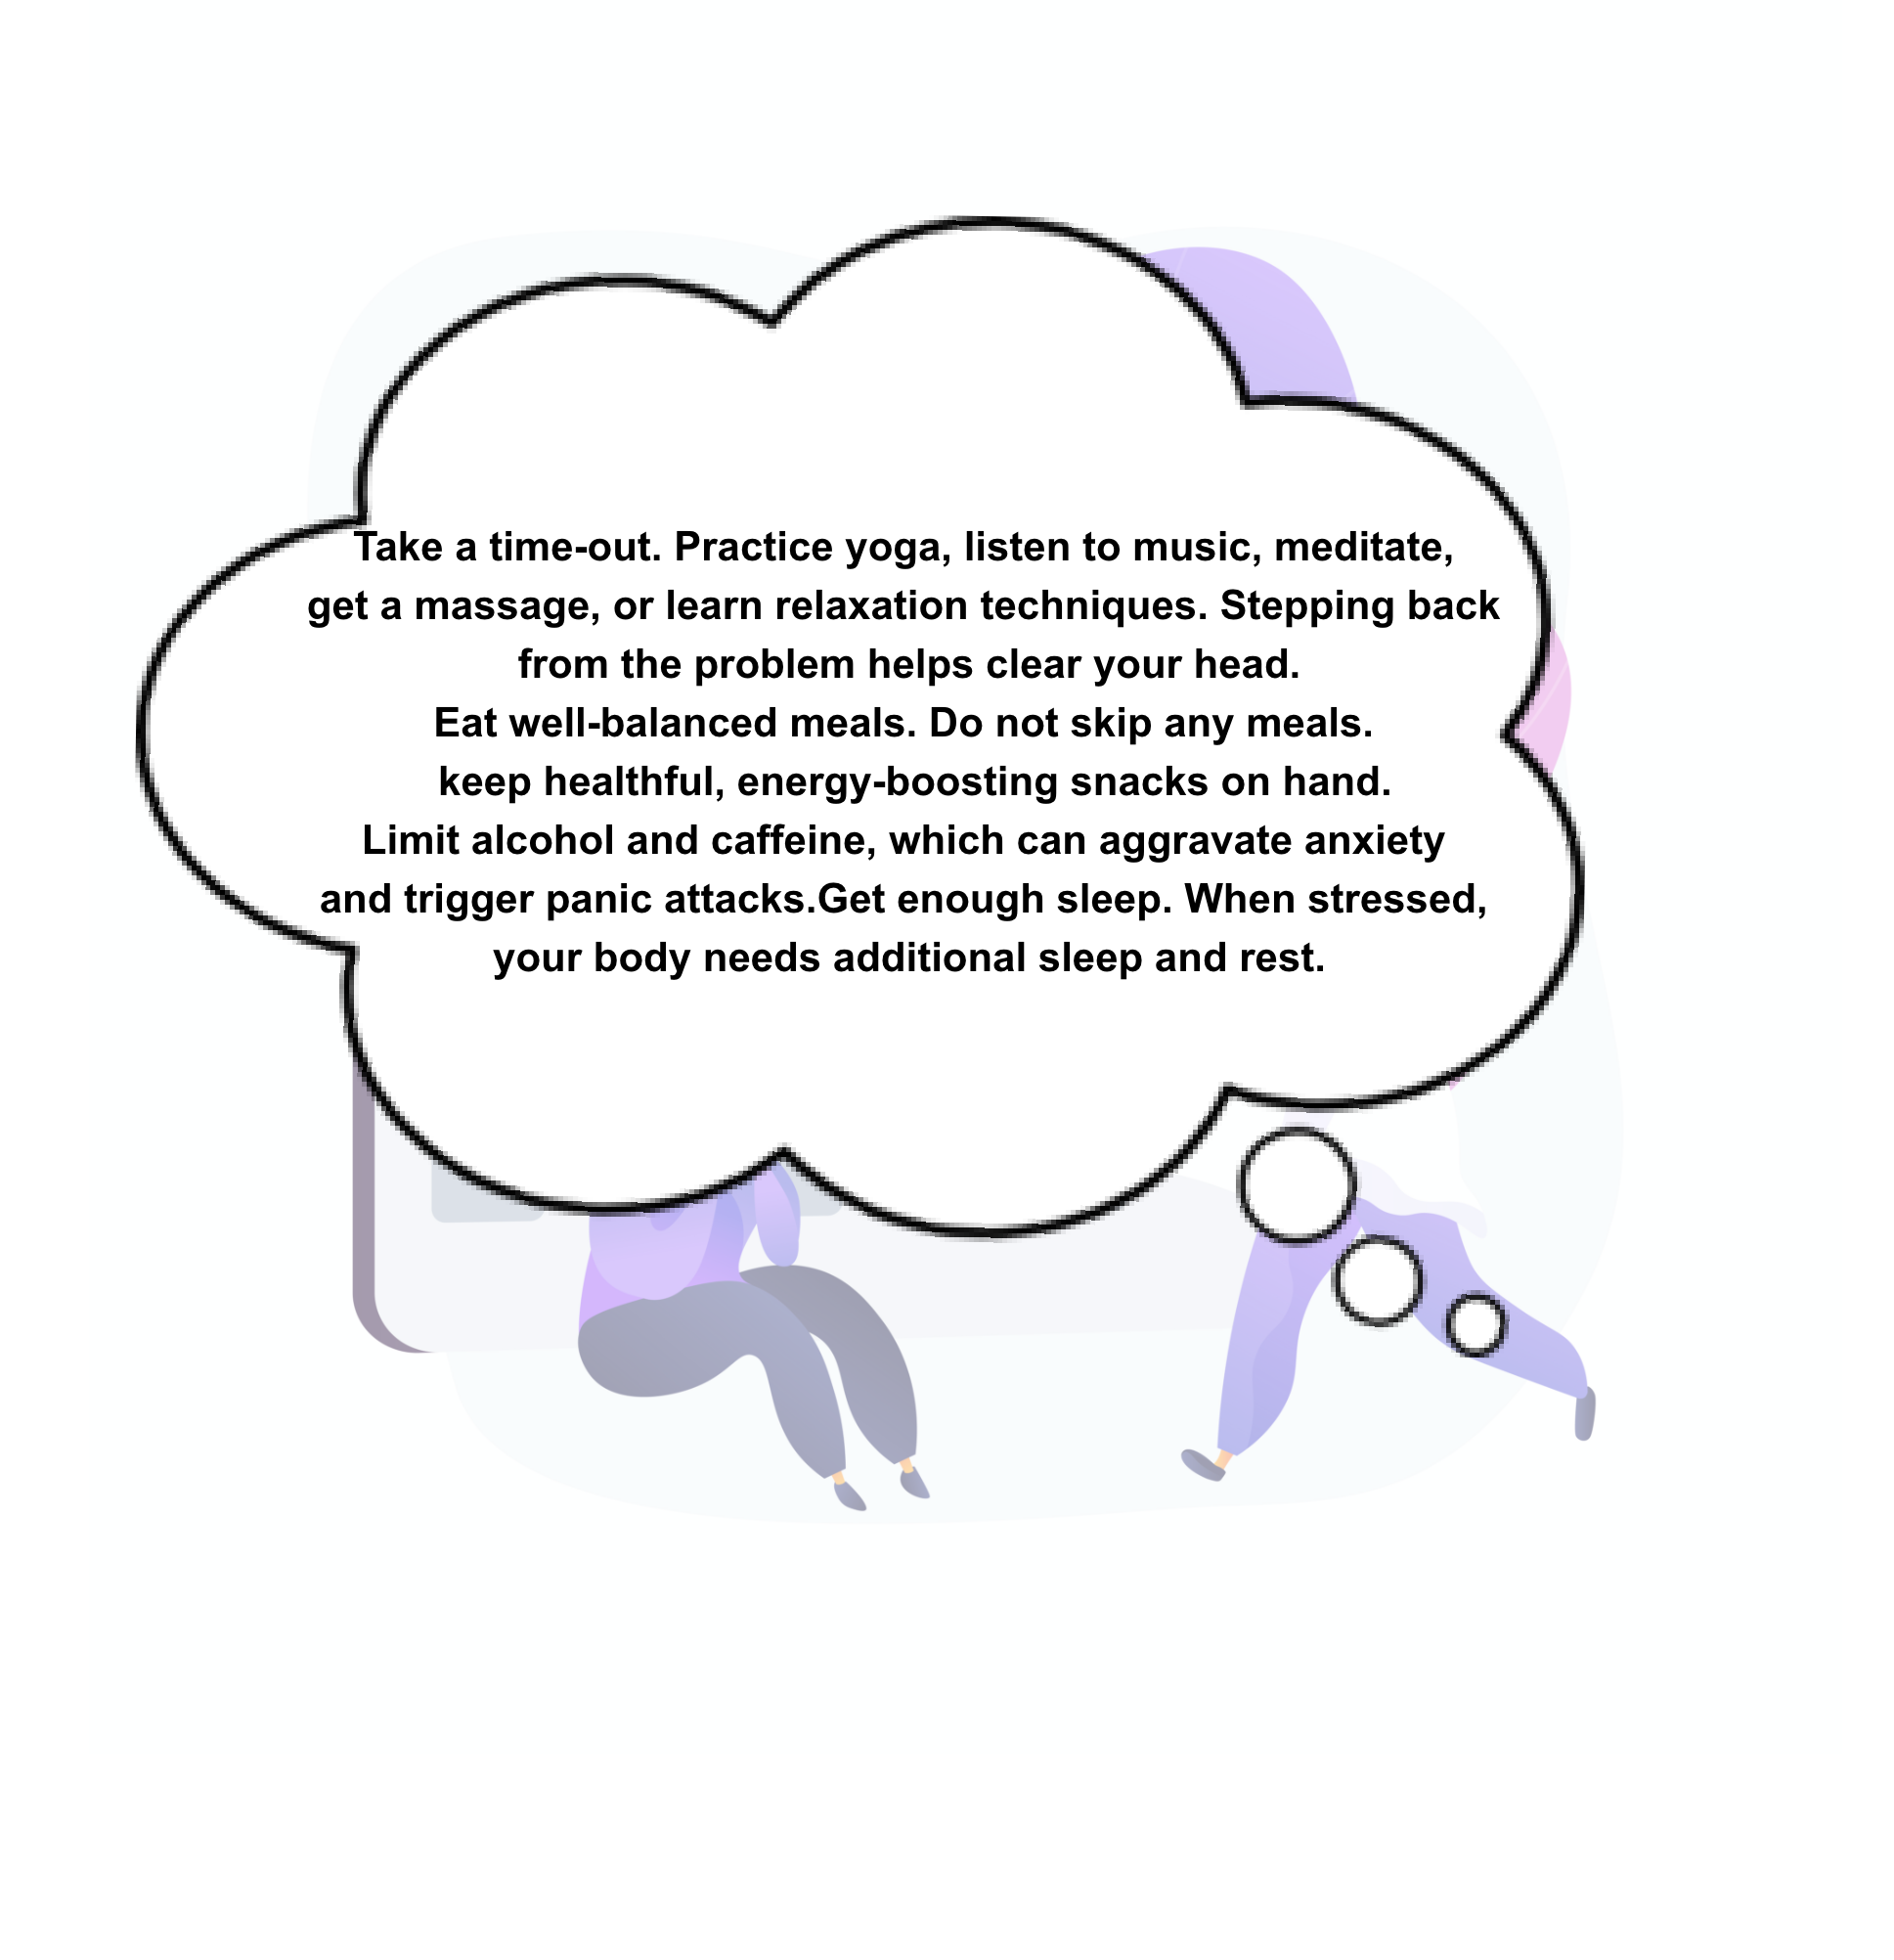 Take a time-out. Practice yoga, listen to music, meditate,
get a massage, or learn relaxation techniques. Stepping back
from the problem helps clear your head.
Eat well-balanced meals. Do not skip any meals.
keep healthful, energy-boosting snacks on hand.
Limit alcohol and caffeine, which can aggravate anxiety
and trigger panic attacks.Get enough sleep. When stressed,
your body needs additional sleep and rest.